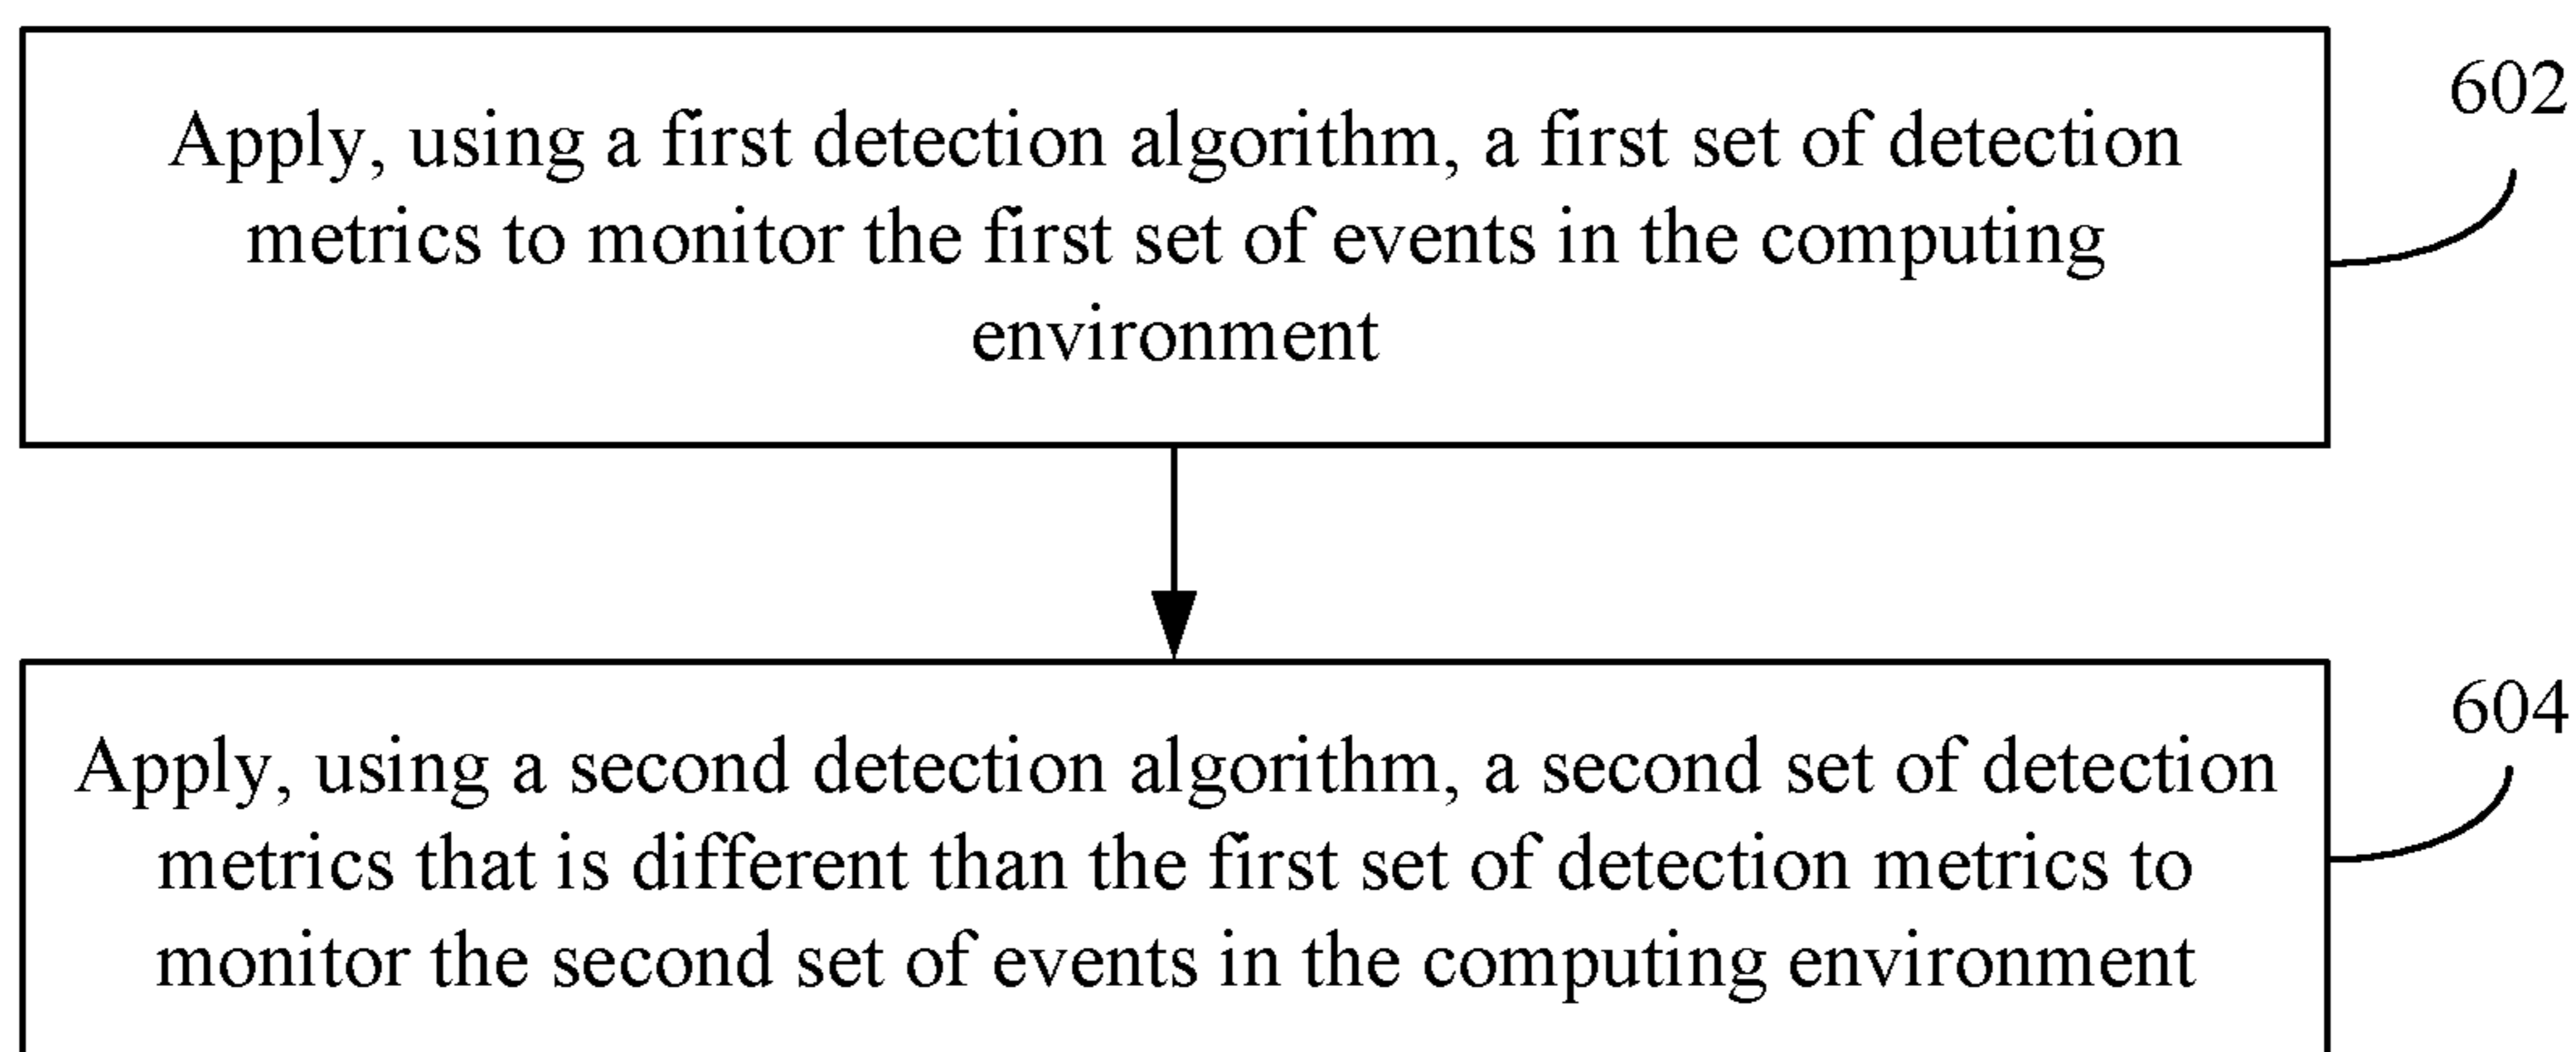 602
Apply, using a first detection algorithm, a first set of detection
metrics to monitor the first set of events in the computing
environment
604
Apply, using a second detection algorithm, a second set of detection
metrics that is different than the first set of detection metrics to
monitor the second set of events in the computing environment